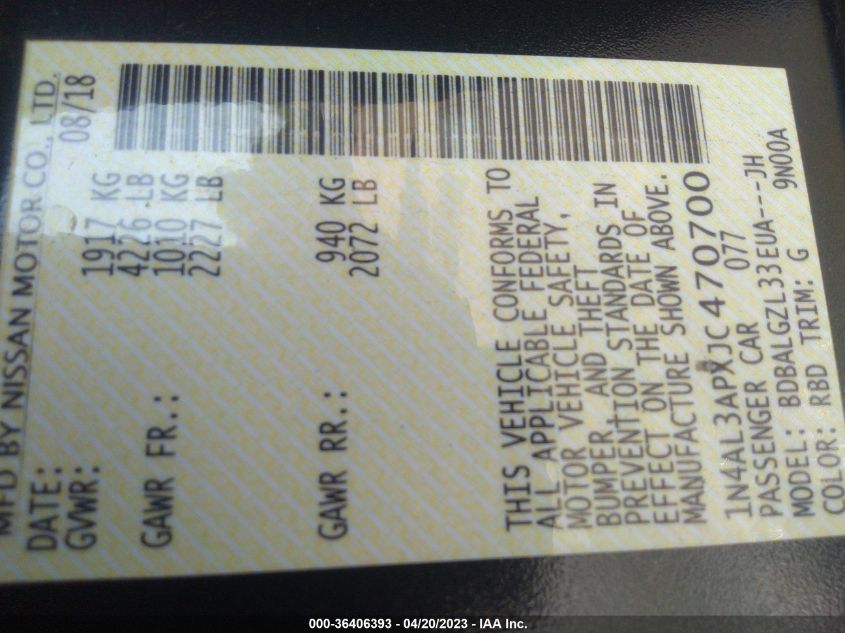 MFD BY NISSAN MOTOR CO., LTD.
DATE: 08/18
GVWR: 1917 KG
4226 LB
GAWR FR.: 1010 KG
2227 LB
GAWR RR.: 940 KG
2072 LB
THIS VEHICLE CONFORMS TO
ALL APPLICABLE FEDERAL
MOTOR VEHICLE SAFETY,
BUMPER, AND THEFT
PREVENTION STANDARDS IN
EFFECT ON THE DATE OF
MANUFACTURE SHOWN ABOVE.
1N4AL3APXJC470700
PASSENGER CAR 077
MODEL: BDBALGZL33EUA---JH
COLOR: RBD TRIM: G 9N00A
000-36406393 - 04/20/2023 - IAA Inc.